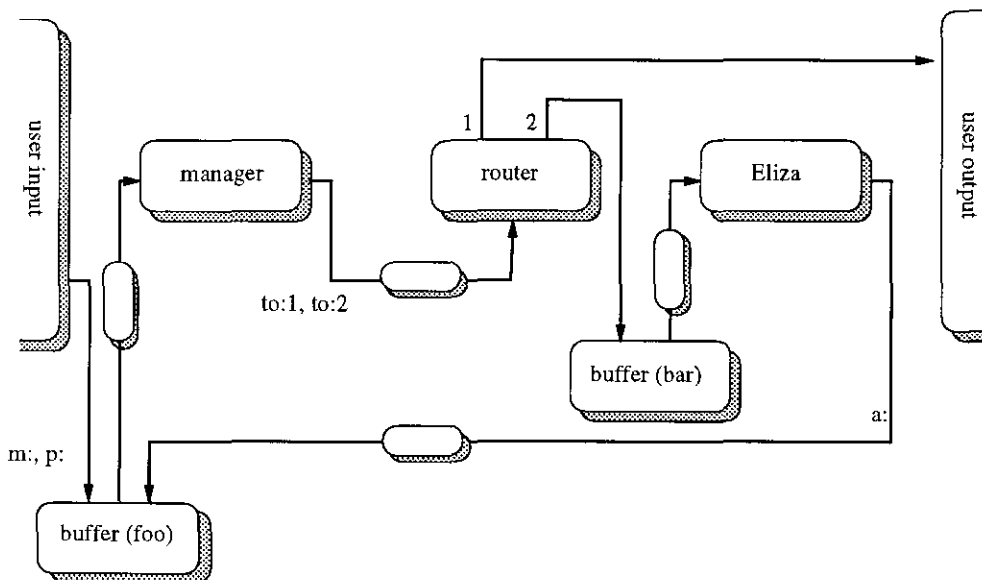 user input
manager
1
2
router
Eliza
user output
to:1, to:2
buffer (bar)
a:
m:, p:
buffer (foo)